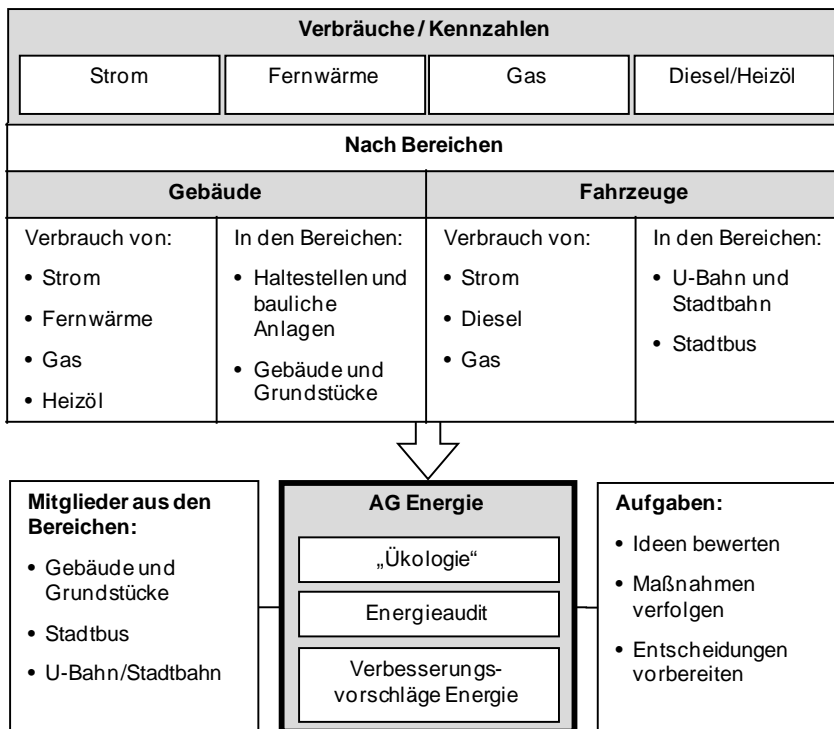 Verbräuche / Kennzahlen
Strom
Fernwärme
Gas
Diesel/Heizöl
Nach Bereichen
Gebäude
Fahrzeuge
Verbrauch von:
• Strom
• Fernwärme
• Gas
• Heizöl
In den Bereichen:
• Haltestellen und
bauliche
Anlagen
• Gebäude und
Grundstücke
Verbrauch von:
• Strom
• Diesel
• Gas
In den Bereichen:
• U-Bahn und
Stadtbahn
• Stadtbus
Mitglieder aus den
Bereichen:
• Gebäude und
Grundstücke
• Stadtbus
• U-Bahn/Stadtbahn
AG Energie
„Ükologie“
Energieaudit
Verbesserungs-
vorschläge Energie
Aufgaben:
• Ideen bewerten
• Maßnahmen
verfolgen
• Entscheidungen
vorbereiten